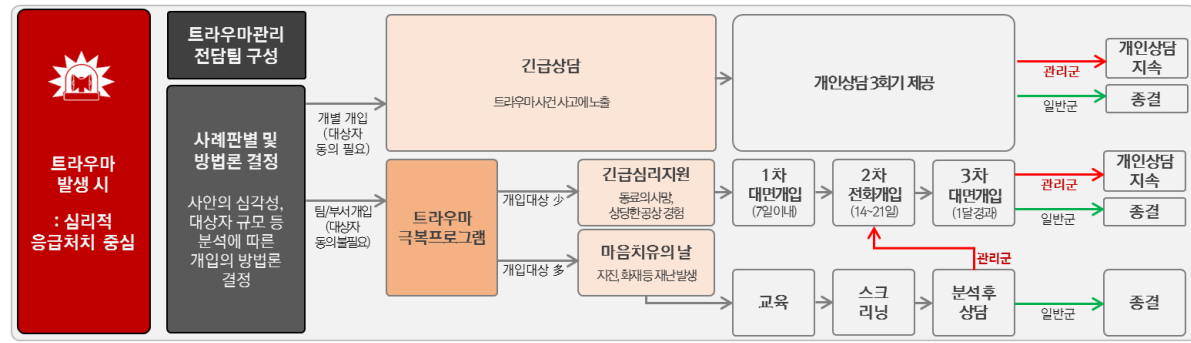 트라우마
발생 시
: 심리적
응급처치 중심
트라우마관리
전담팀 구성
사례판별 및
방법론 결정
사안의 심각성,
대상자 규모 등
분석에 따른
개입의 방법론
결정
개별 개입
(대상자
동의 필요)
긴급상담
트라우마 사건 사고에 노출
개인상담 3회기 제공
관리군
개인상담
지속
일반군
종결
팀/부서 개입
(대상자
동의불필요)
트라우마
극복프로그램
개입대상 少
긴급심리지원
동료의 사망,
상당한 공상 경험
1차
대면개입
(7일이내)
2차
전화개입
(14~21일)
3차
대면개입
(1달경과)
관리군
개인상담
지속
일반군
종결
개입대상 多
마음치유의 날
지진, 화재 등 재난 발생
교육
스크
리닝
분석 후
상담
관리군
일반군
종결